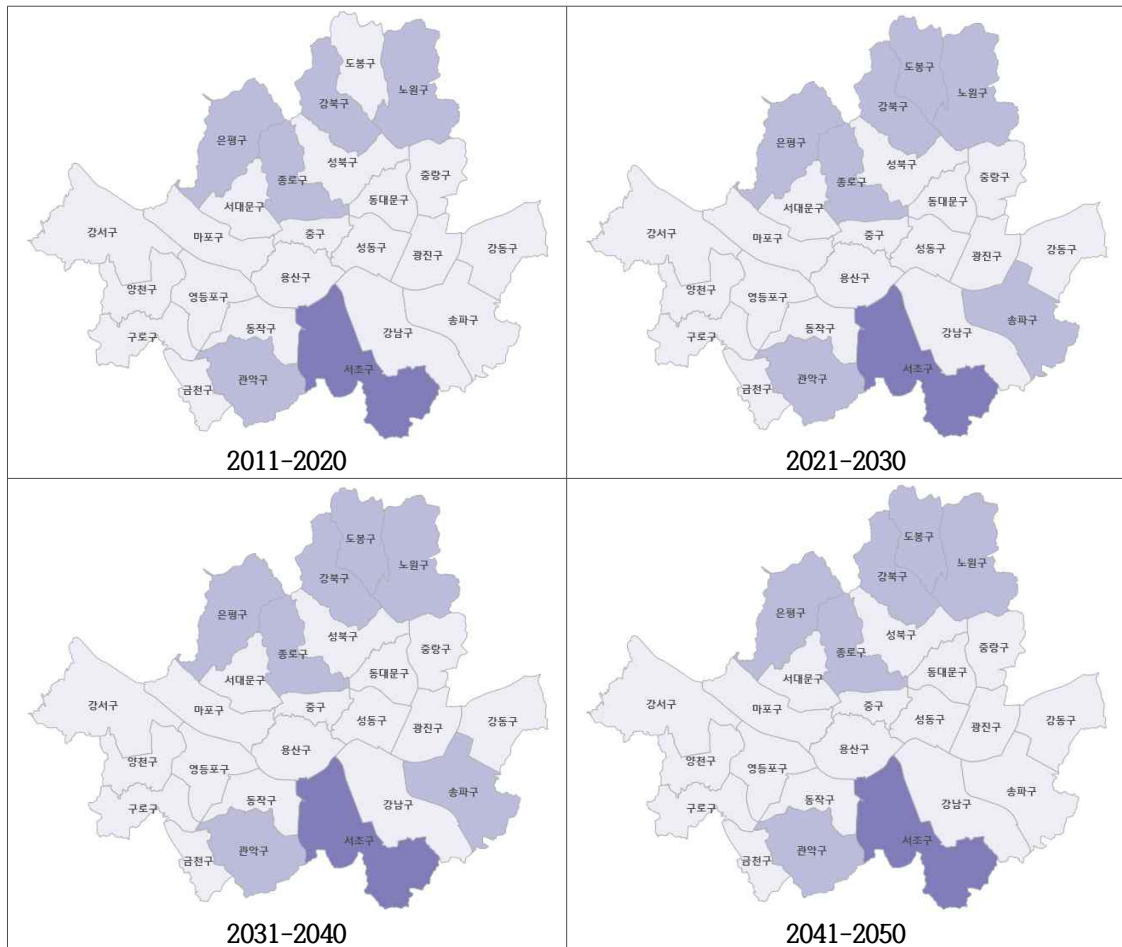 도봉구
노원구
강북구
은평구
성북구
종로구
중랑구
서대문구
동대문구
강서구
마포구
중구
성동구
광진구
강동구
용산구
양천구
영등포구
송파구
구로구
동작구
강남구
서초구
관악구
금천구
2011-2020
도봉구
노원구
강북구
은평구
성북구
종로구
중랑구
서대문구
동대문구
강서구
마포구
중구
성동구
광진구
강동구
용산구
양천구
영등포구
송파구
구로구
동작구
강남구
서초구
관악구
금천구
2021-2030
도봉구
노원구
강북구
은평구
성북구
종로구
중랑구
서대문구
동대문구
강서구
마포구
중구
성동구
광진구
강동구
용산구
양천구
영등포구
송파구
구로구
동작구
강남구
서초구
관악구
금천구
2031-2040
도봉구
노원구
강북구
은평구
성북구
종로구
중랑구
서대문구
동대문구
강서구
마포구
중구
성동구
광진구
강동구
용산구
양천구
영등포구
송파구
구로구
동작구
강남구
서초구
관악구
금천구
2041-2050